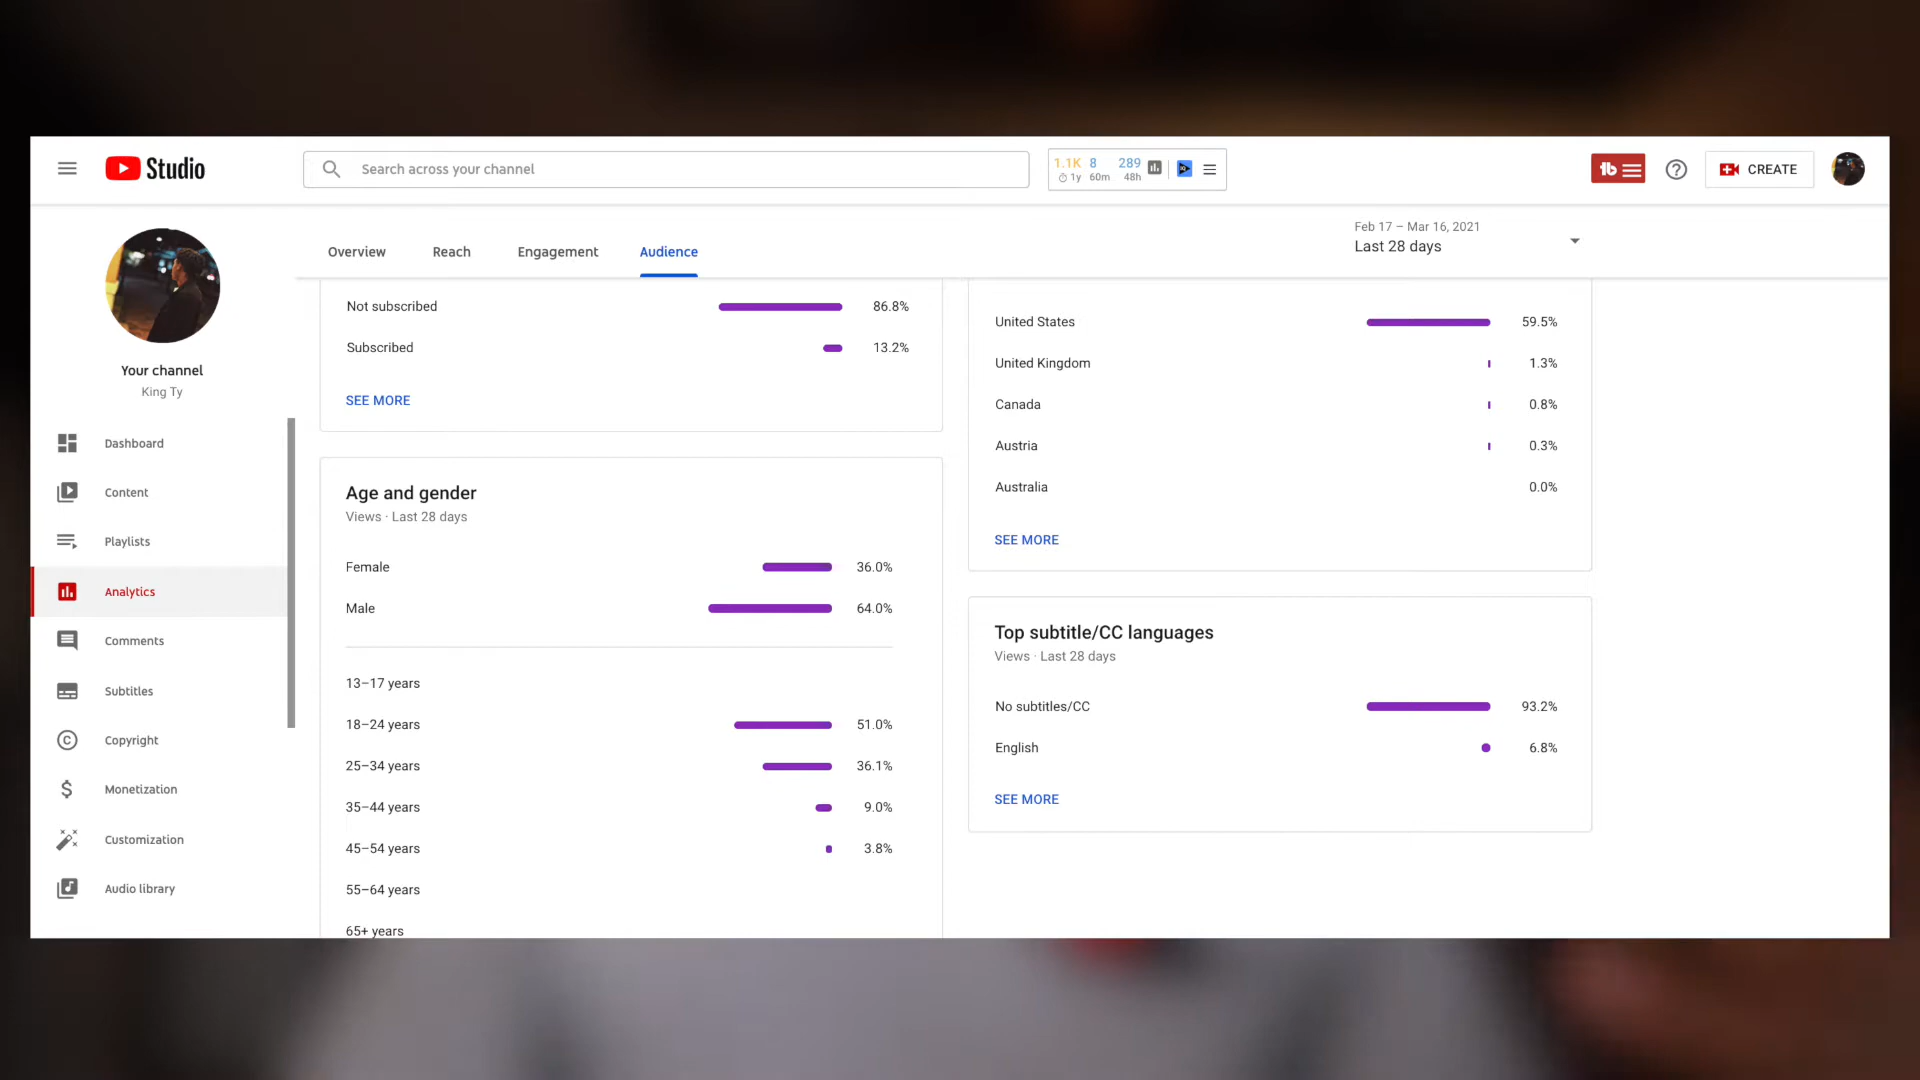 Studio
Search across your channel
1.1K 8 289
1y 60m 48h
CREATE
Overview Reach Engagement Audience
Feb 17 – Mar 16, 2021
Last 28 days
Your channel
King Ty
Dashboard
Content
Playlists
Analytics
Comments
Subtitles
Copyright
Monetization
Customization
Audio library
Not subscribed 86.8%
Subscribed 13.2%
SEE MORE
Age and gender
Views · Last 28 days
Female 36.0%
Male 64.0%
13–17 years
18–24 years 51.0%
25–34 years 36.1%
35–44 years 9.0%
45–54 years 3.8%
55–64 years
65+ years
United States 59.5%
United Kingdom 1.3%
Canada 0.8%
Austria 0.3%
Australia 0.0%
SEE MORE
Top subtitle/CC languages
Views · Last 28 days
No subtitles/CC 93.2%
English 6.8%
SEE MORE